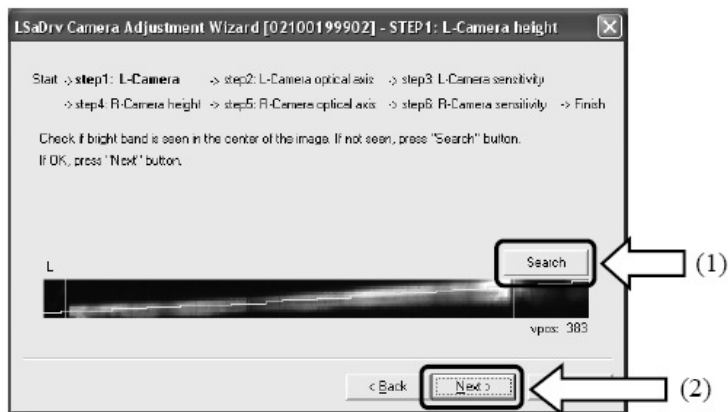 LSaDrv Camera Adjustment Wizard [02100199902] - STEP1: L-Camera height
Start -> step1: L-Camera -> step2: L-Camera optical axis -> step3: L-Camera sensitivity
-> step4: R-Camera height -> step5: R-Camera optical axis -> step6: R-Camera sensitivity -> Finish
Check if bright band is seen in the center of the image. If not seen, press "Search" button.
If OK, press "Next" button.
L
Search
(1)
vpos: 383
< Back
Next >
(2)